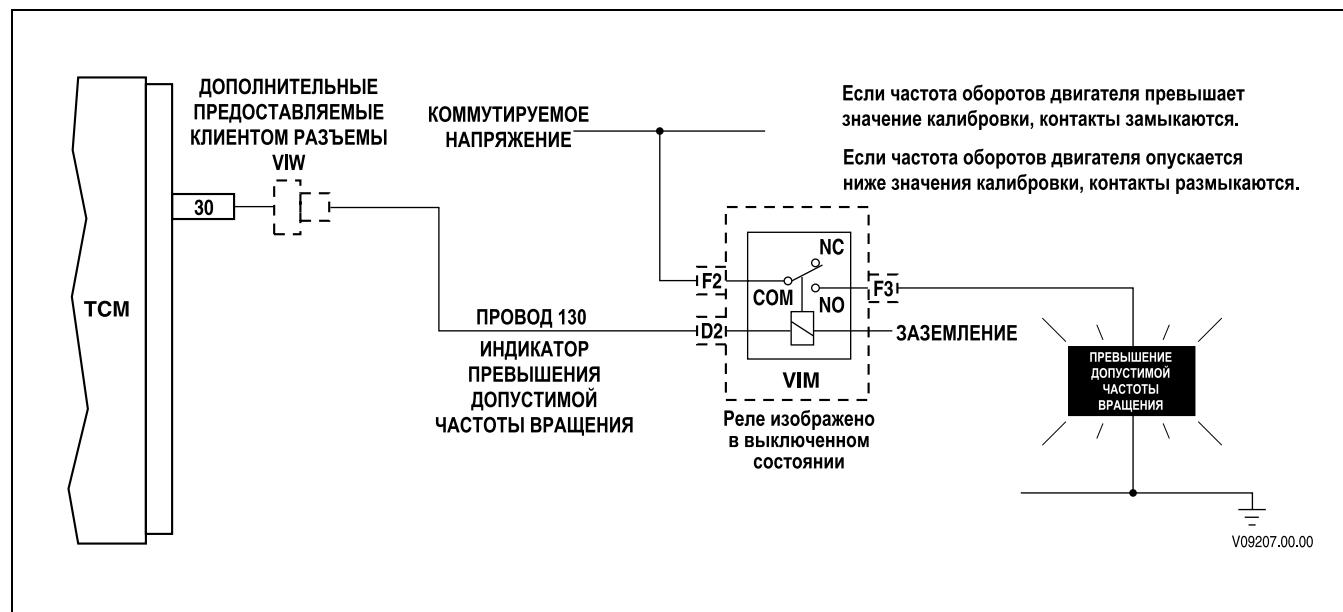 ДОПОЛНИТЕЛЬНЫЕ
ПРЕДОСТАВЛЯЕМЫЕ
КЛИЕНТОМ РАЗЪЕМЫ
VIW
КОММУТИРУЕМОЕ
НАПРЯЖЕНИЕ
Если частота оборотов двигателя превышает
значение калибровки, контакты замыкаются.
Если частота оборотов двигателя опускается
ниже значения калибровки, контакты размыкаются.
30
TCM
NC
F2
COM
NO
F3
ПРОВОД 130
D2
ЗАЗЕМЛЕНИЕ
ИНДИКАТОР
ПРЕВЫШЕНИЯ
ДОПУСТИМОЙ
ЧАСТОТЫ ВРАЩЕНИЯ
VIM
Реле изображено
в выключенном
состоянии
ПРЕВЫШЕНИЕ
ДОПУСТИМОЙ
ЧАСТОТЫ
ВРАЩЕНИЯ
V09207.00.00